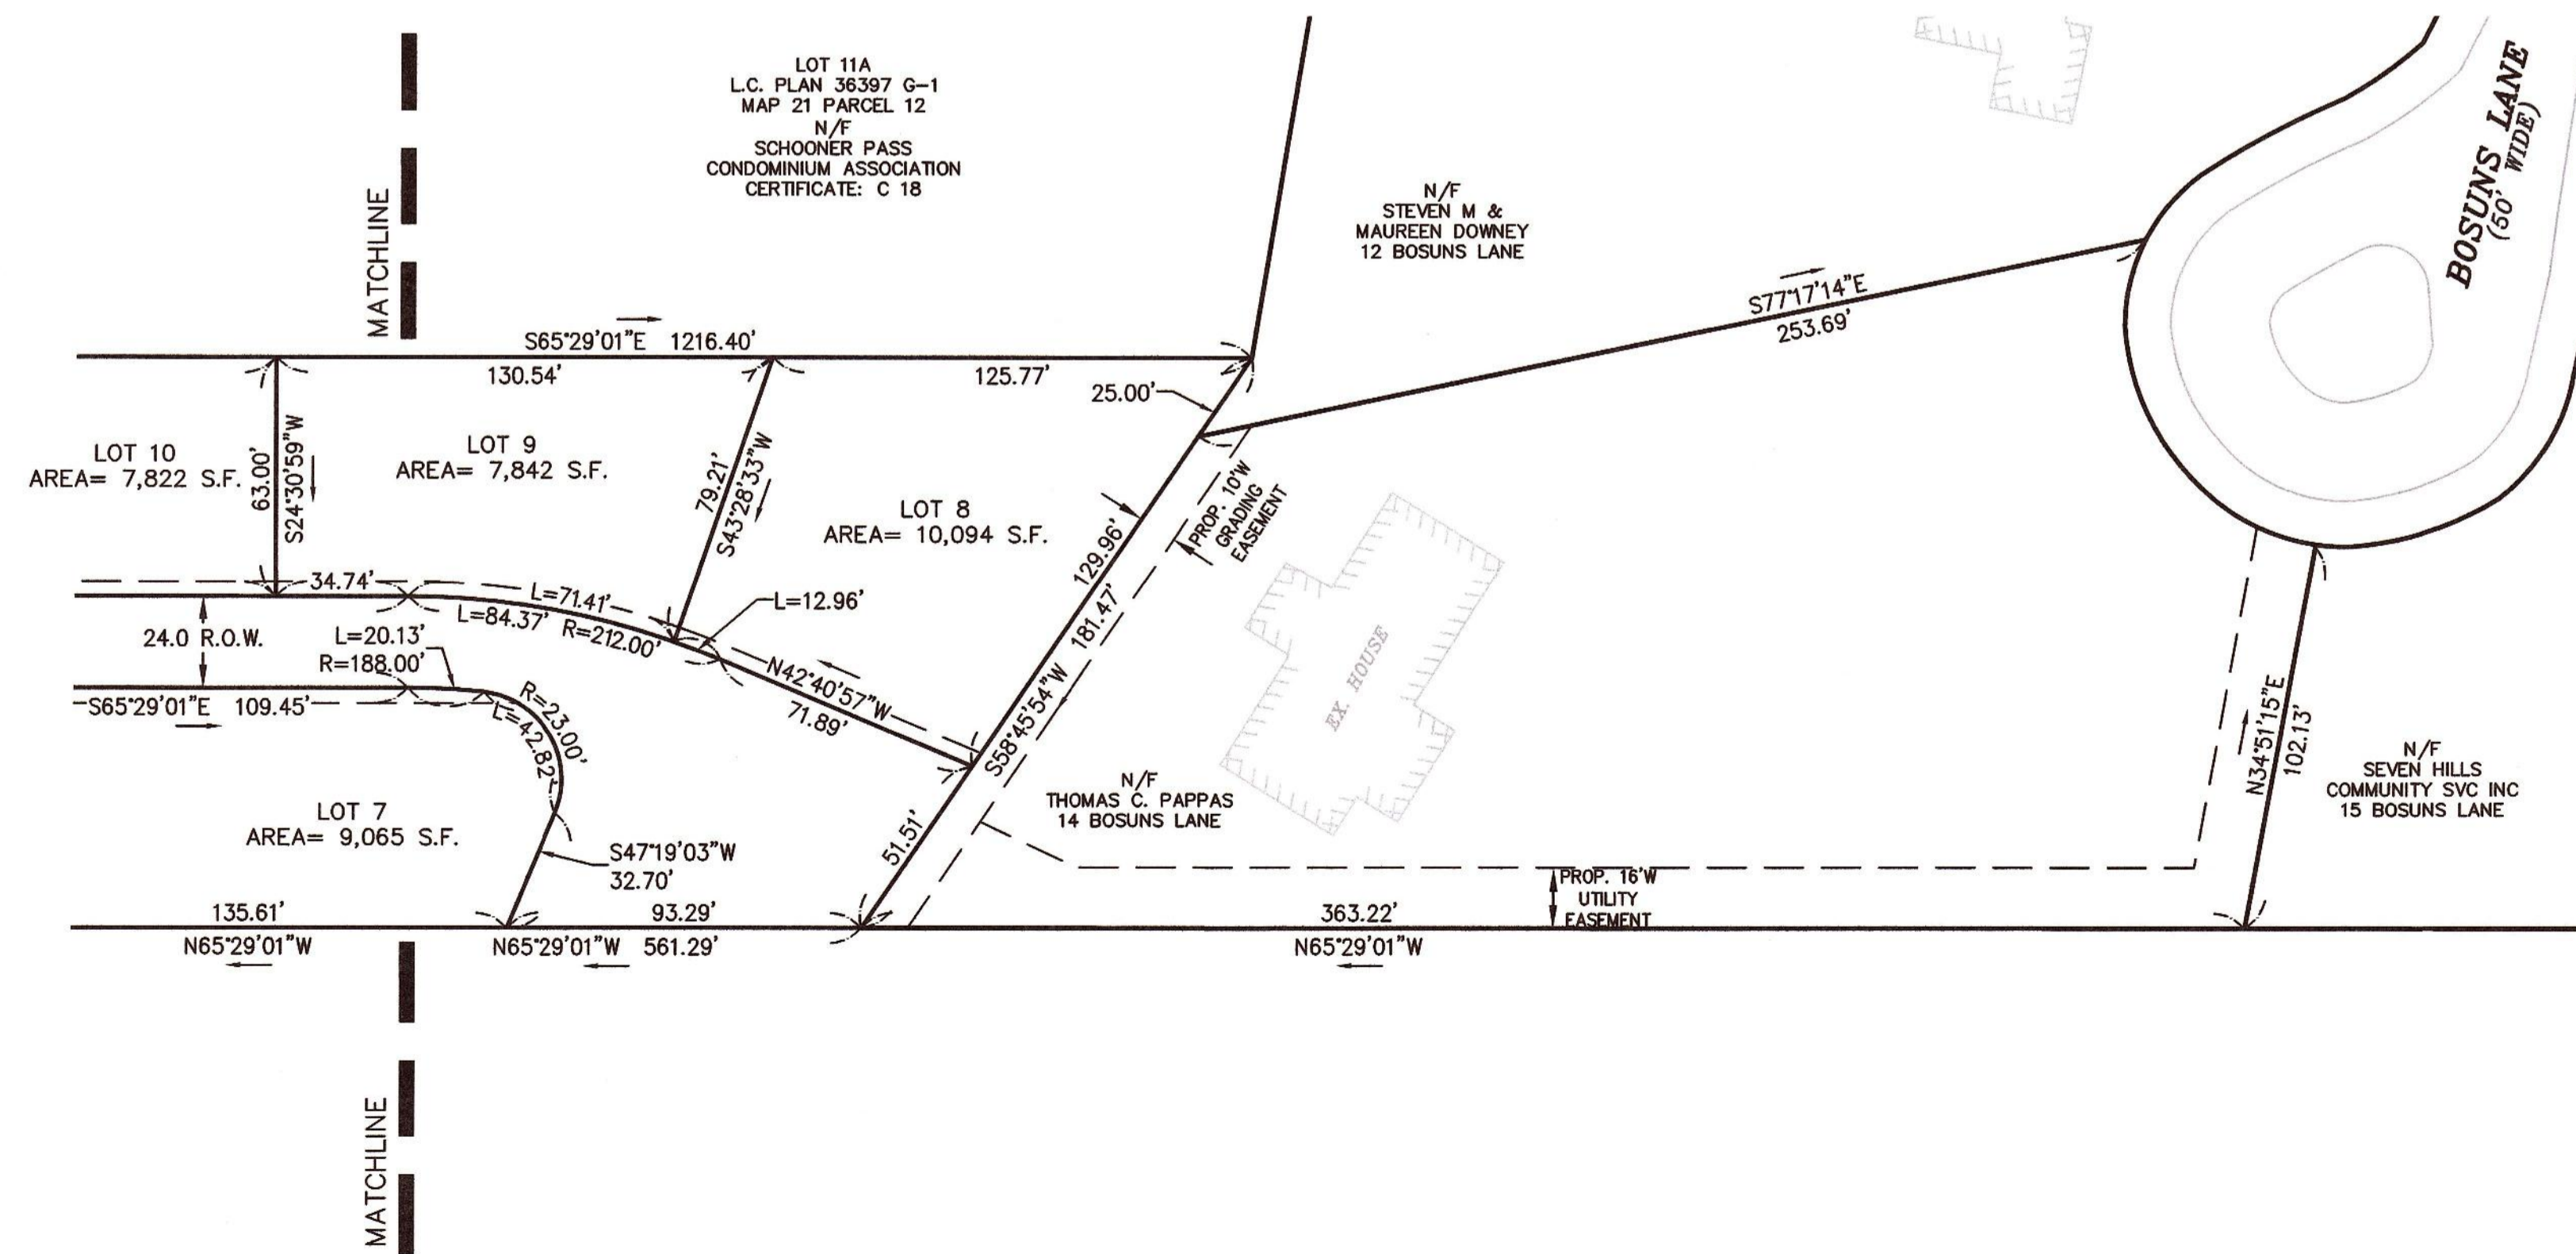 LOT 11A
L.C. PLAN 36397 G-1
MAP 21 PARCEL 12
N/F
SCHOONER PASS
CONDOMINIUM ASSOCIATION
CERTIFICATE: C 18
MATCHLINE
N/F
STEVEN M &
MAUREEN DOWNEY
12 BOSUNS LANE
BOSUNS LANE
(50' WIDE)
S77°17'14"E
253.69'
S65°29'01"E 1216.40'
130.54'
125.77'
25.00'
LOT 10
AREA= 7,822 S.F.
63.00'
S24°30'59"W
LOT 9
AREA= 7,842 S.F.
79.21'
S43°28'33"W
LOT 8
AREA= 10,094 S.F.
PROP. 10'W
GRADING
EASEMENT
129.96'
181.47'
S58°45'54"W
34.74'
L=71.41'
L=84.37' R=212.00'
L=12.96'
24.0 R.O.W.
L=20.13'
R=188.00'
N42°40'57"W
71.89'
S65°29'01"E 109.45'
R=23.00'
L=42.82'
EX. HOUSE
LOT 7
AREA= 9,065 S.F.
S47°19'03"W
32.70'
51.51'
N/F
THOMAS C. PAPPAS
14 BOSUNS LANE
N34°51'15"E
102.13'
N/F
SEVEN HILLS
COMMUNITY SVC INC
15 BOSUNS LANE
PROP. 16'W
UTILITY
EASEMENT
135.61'
93.29'
363.22'
N65°29'01"W
N65°29'01"W 561.29'
N65°29'01"W
MATCHLINE